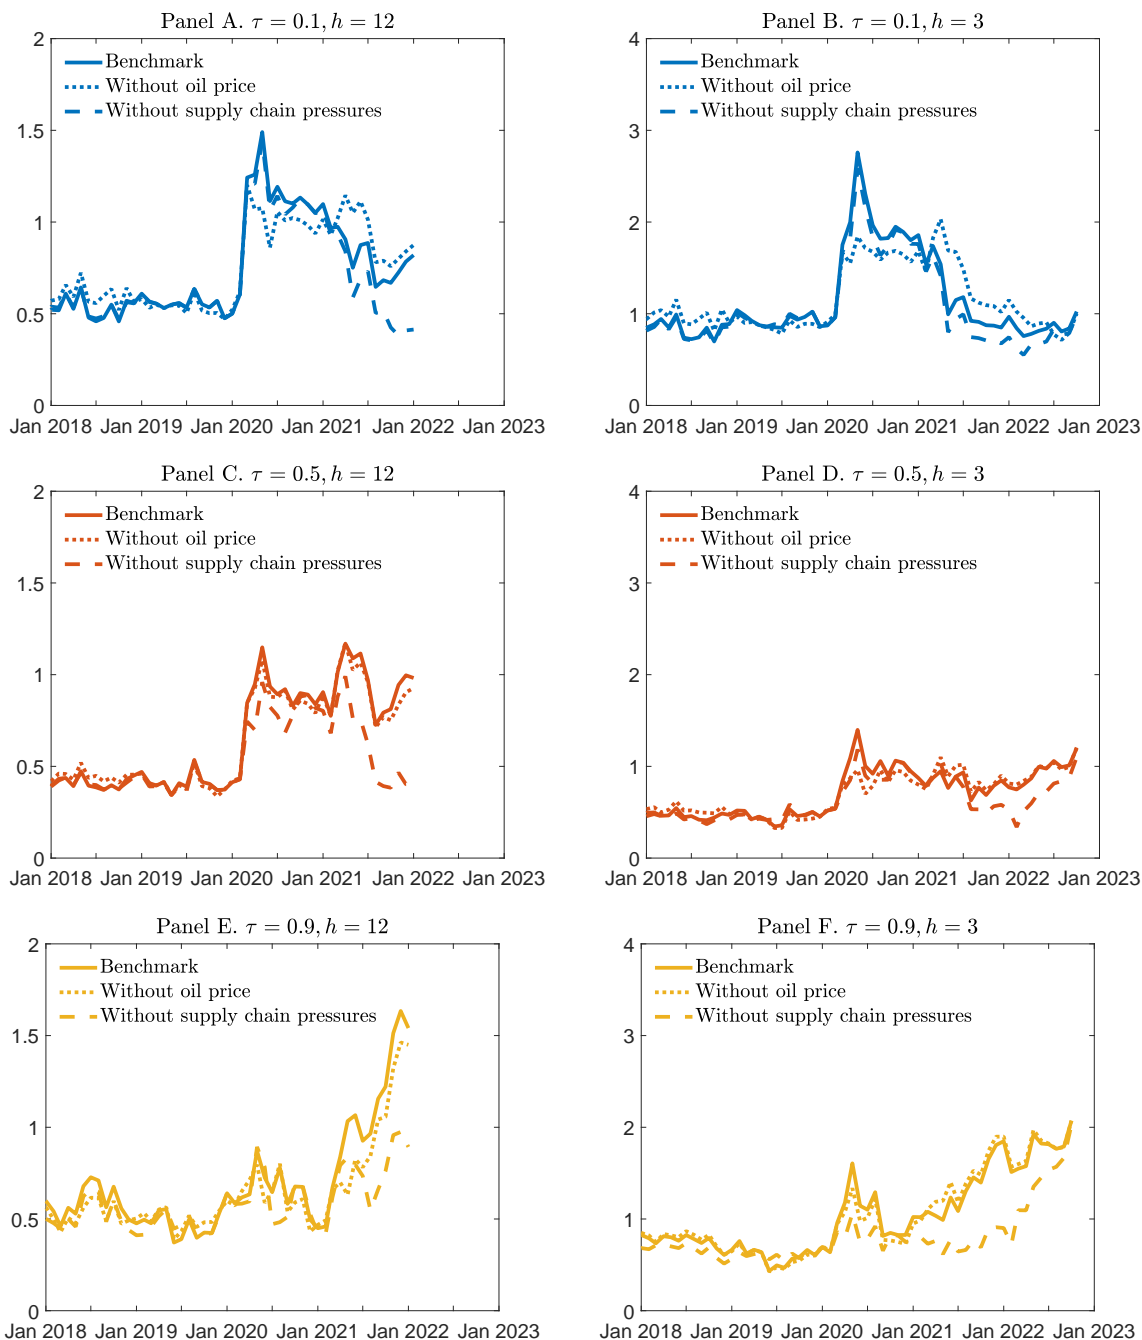 Panel A. τ = 0.1, h = 12
2
1.5
1
0.5
0
Benchmark
Without oil price
Without supply chain pressures
Jan 2018 Jan 2019 Jan 2020 Jan 2021 Jan 2022 Jan 2023
Panel B. τ = 0.1, h = 3
4
3
2
1
0
Benchmark
Without oil price
Without supply chain pressures
Jan 2018 Jan 2019 Jan 2020 Jan 2021 Jan 2022 Jan 2023
Panel C. τ = 0.5, h = 12
2
1.5
1
0.5
0
Benchmark
Without oil price
Without supply chain pressures
Jan 2018 Jan 2019 Jan 2020 Jan 2021 Jan 2022 Jan 2023
Panel D. τ = 0.5, h = 3
4
3
2
1
0
Benchmark
Without oil price
Without supply chain pressures
Jan 2018 Jan 2019 Jan 2020 Jan 2021 Jan 2022 Jan 2023
Panel E. τ = 0.9, h = 12
2
1.5
1
0.5
0
Benchmark
Without oil price
Without supply chain pressures
Jan 2018 Jan 2019 Jan 2020 Jan 2021 Jan 2022 Jan 2023
Panel F. τ = 0.9, h = 3
4
3
2
1
0
Benchmark
Without oil price
Without supply chain pressures
Jan 2018 Jan 2019 Jan 2020 Jan 2021 Jan 2022 Jan 2023